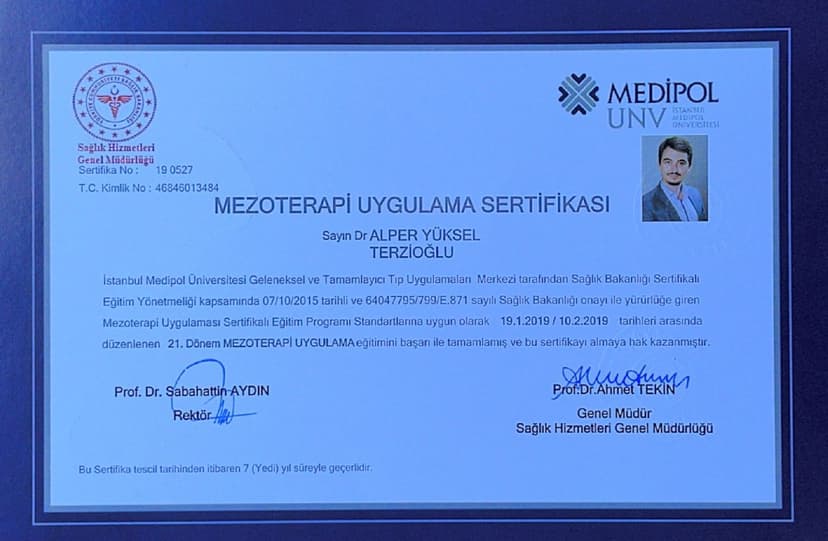 Sağlık Hizmetleri
Genel Müdürlüğü
MEDİPOL
UNV İSTANBUL
MEDİPOL
ÜNİVERSİTESİ
Sertifika No : 19 0527
T.C. Kimlik No : 46846013484
MEZOTERAPİ UYGULAMA SERTİFİKASI
Sayın Dr ALPER YÜKSEL
TERZİOĞLU
İstanbul Medipol Üniversitesi Geleneksel ve Tamamlayıcı Tıp Uygulamaları Merkezi tarafından Sağlık Bakanlığı Sertifikalı
Eğitim Yönetmeliği kapsamında 07/10/2015 tarihli ve 64047795/799/E.871 sayılı Sağlık Bakanlığı onayı ile yürürlüğe giren
Mezoterapi Uygulaması Sertifikalı Eğitim Programı Standartlarına uygun olarak 19.1.2019 / 10.2.2019 tarihleri arasında
düzenlenen 21. Dönem MEZOTERAPİ UYGULAMA eğitimini başarı ile tamamlamış ve bu sertifikayı almaya hak kazanmıştır.
Prof. Dr. Sabahattin AYDIN
Rektör
Prof.Dr.Ahmet TEKİN
Genel Müdür
Sağlık Hizmetleri Genel Müdürlüğü
Bu Sertifika tescil tarihinden itibaren 7 (Yedi) yıl süreyle geçerlidir.